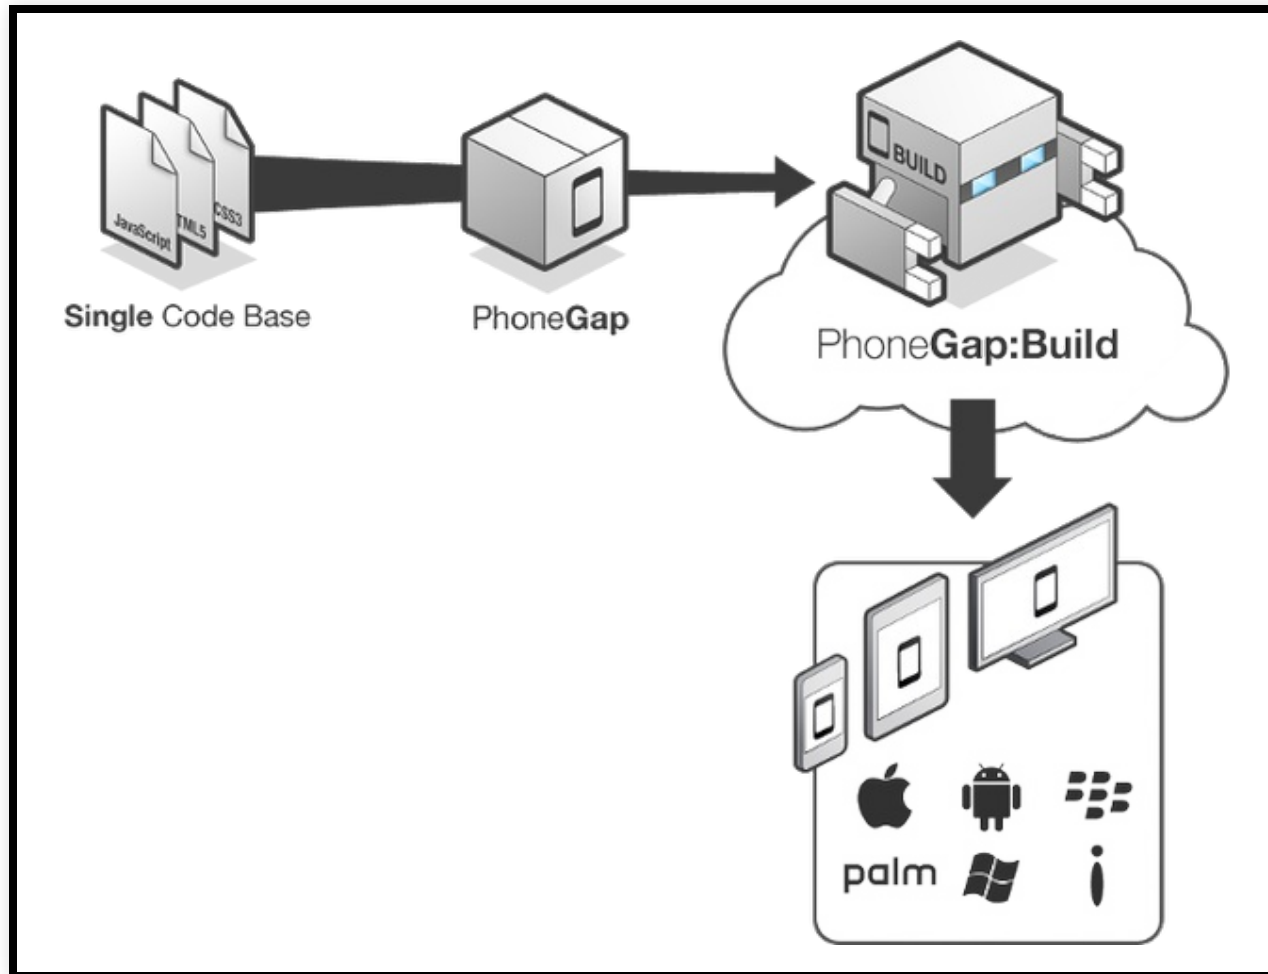 JavaScript
TML5
CSS3
Single Code Base
PhoneGap
BUILD
PhoneGap:Build
palm